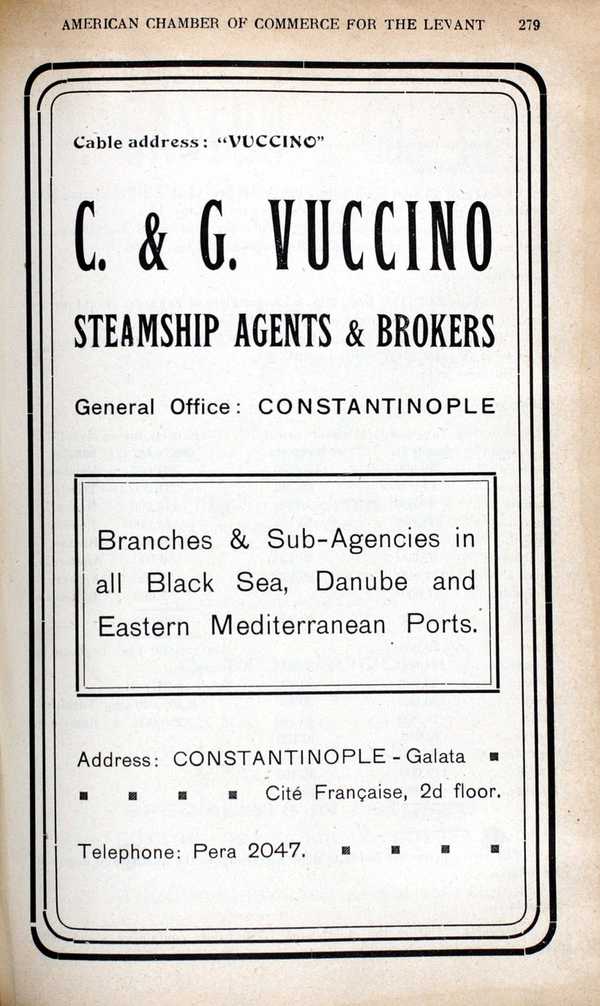 AMERICAN CHAMBER OF COMMERCE FOR THE LEVANT 279
Cable address: “VUCCINO”
C. & G. VUCCINO
STEAMSHIP AGENTS & BROKERS
General Office: CONSTANTINOPLE
Branches & Sub-Agencies in
all Black Sea, Danube and
Eastern Mediterranean Ports.
Address: CONSTANTINOPLE - Galata
Cité Française, 2d floor.
Telephone: Pera 2047.